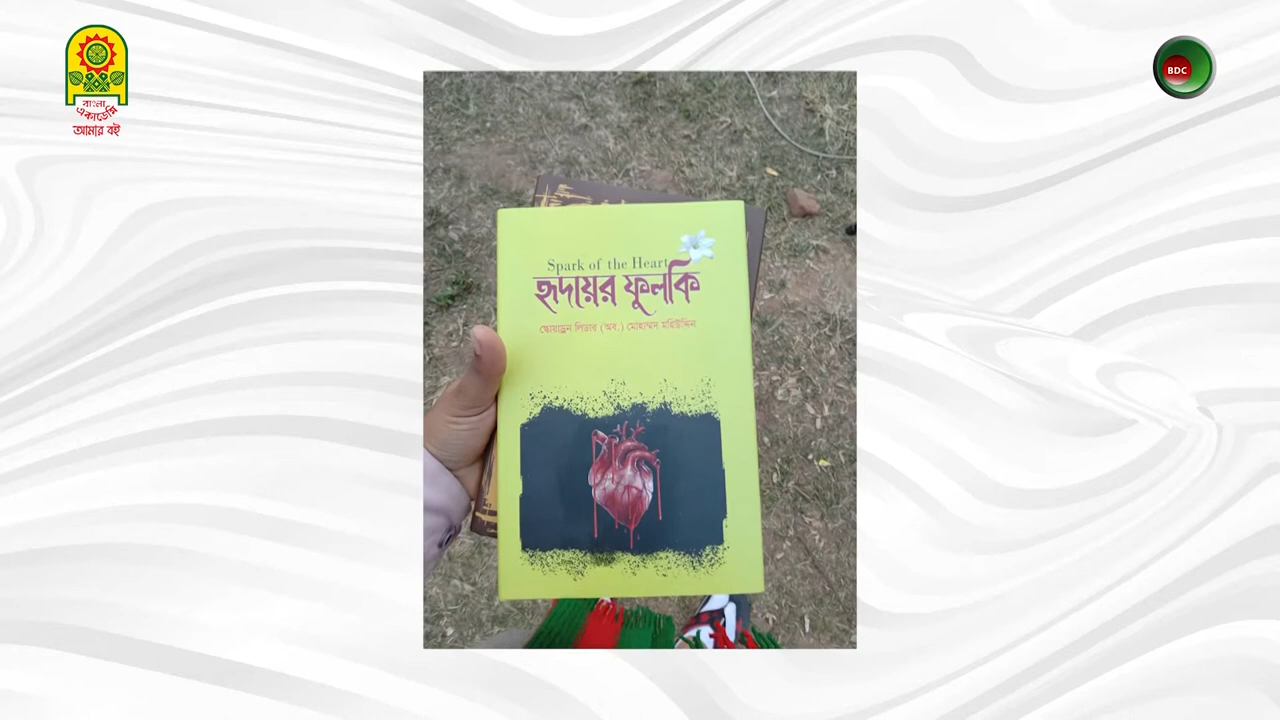 বাংলা
একাডেমি
আমার বই
BDC
Spark of the Heart
হৃদয়ের ফুলকি
স্কোয়াড্রন লিডার (অব.) মোহাম্মদ মহিউদ্দিন